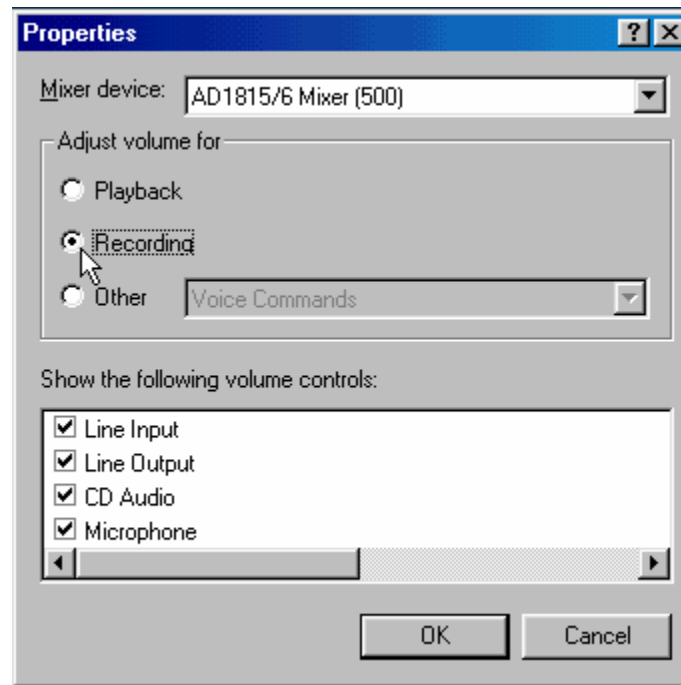 Properties
Mixer device: AD1815/6 Mixer (500)
Adjust volume for
Playback
Recording
Other Voice Commands
Show the following volume controls:
Line Input
Line Output
CD Audio
Microphone
OK Cancel